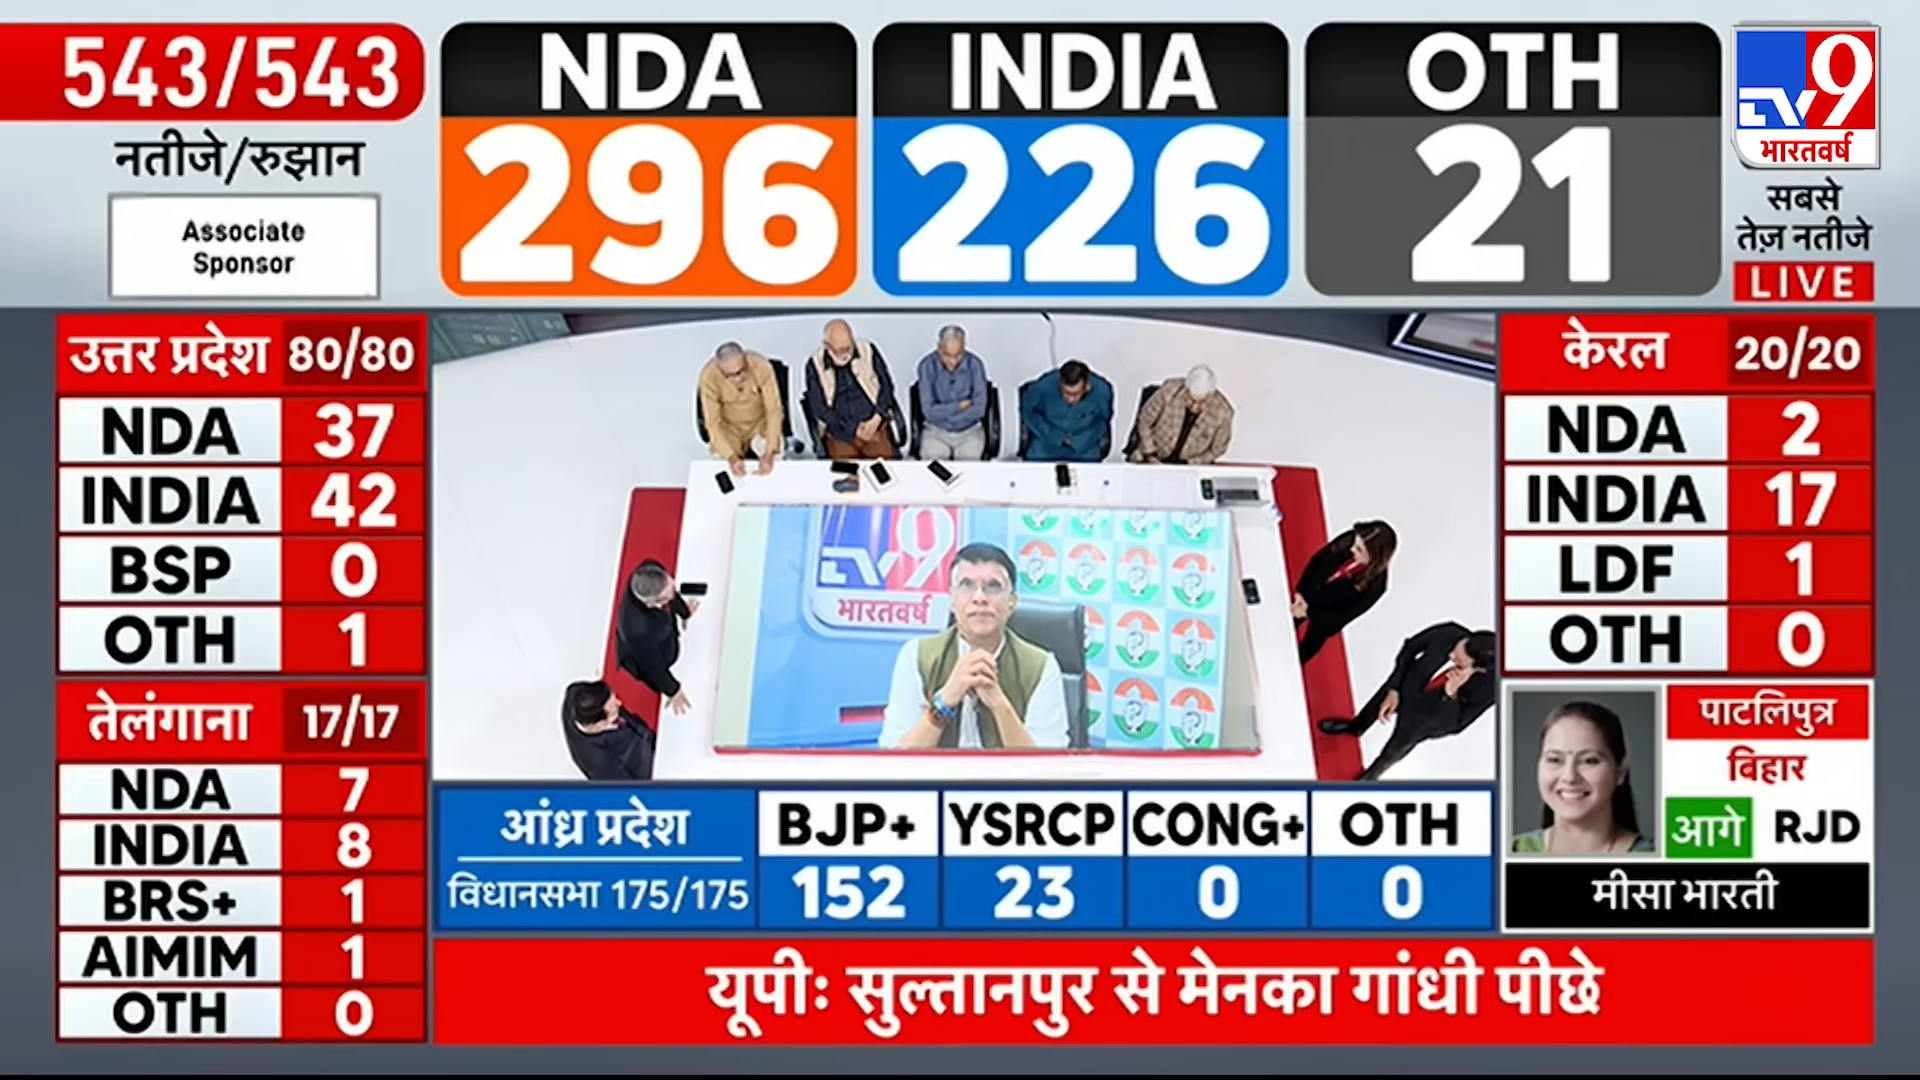 543/543
नतीजे/रुझान
Associate
Sponsor
NDA
296
INDIA
226
OTH
21
TV9
भारतवर्ष
सबसे
तेज़ नतीजे
LIVE
उत्तर प्रदेश 80/80
NDA 37
INDIA 42
BSP 0
OTH 1
तेलंगाना 17/17
NDA 7
INDIA 8
BRS+ 1
AIMIM 1
OTH 0
TV9
भारतवर्ष
आंध्र प्रदेश
विधानसभा 175/175
BJP+ YSRCP CONG+ OTH
152 23 0 0
केरल 20/20
NDA 2
INDIA 17
LDF 1
OTH 0
पाटलिपुत्र
बिहार
आगे RJD
मीसा भारती
यूपीः सुल्तानपुर से मेनका गांधी पीछे